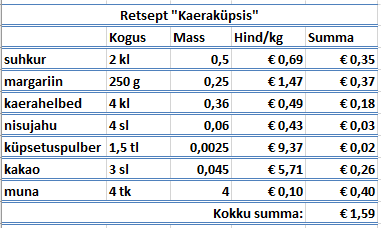 Retsept "Kaeraküpsis"
Kogus Mass Hind/kg Summa
suhkur 2 kl 0,5 € 0,69 € 0,35
margariin 250 g 0,25 € 1,47 € 0,37
kaerahelbed 4 kl 0,36 € 0,49 € 0,18
nisujahu 4 sl 0,06 € 0,43 € 0,03
küpsetuspulber 1,5 tl 0,0025 € 9,37 € 0,02
kakao 3 sl 0,045 € 5,71 € 0,26
muna 4 tk 4 € 0,10 € 0,40
Kokku summa: € 1,59